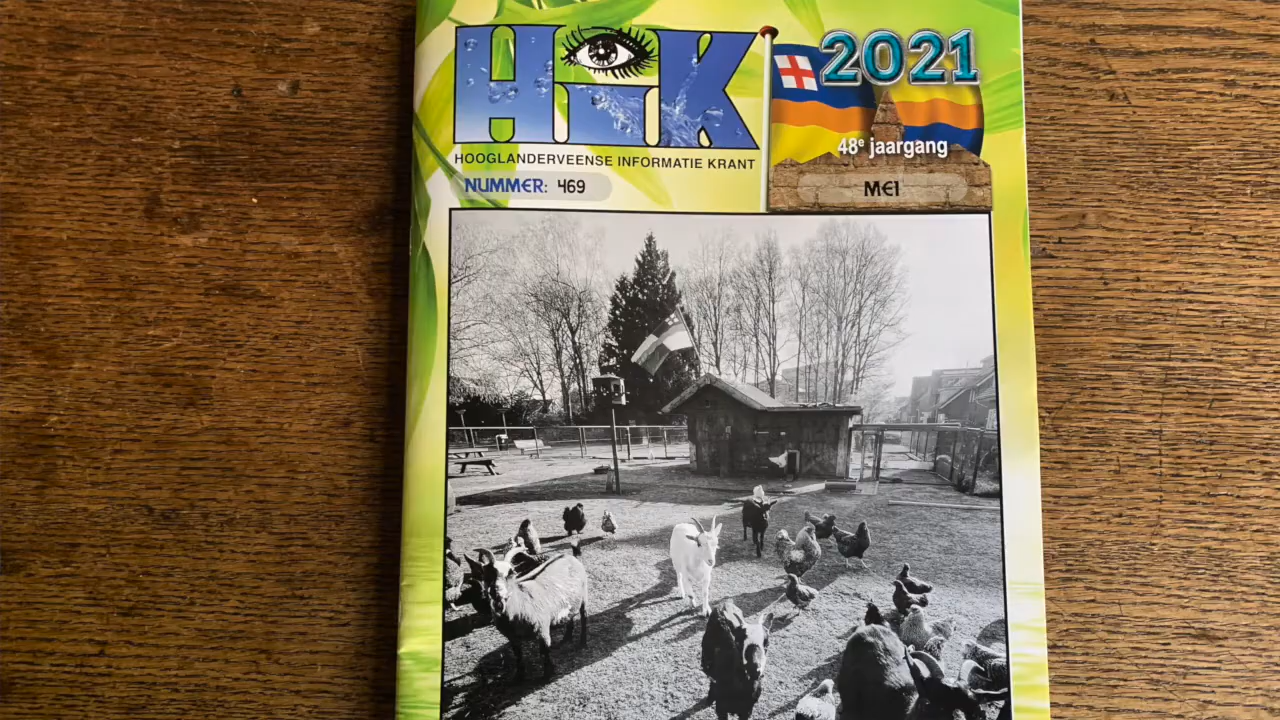 HIK
2021
HOOGLANDERVEENSE INFORMATIE KRANT
48e jaargang
NUMMER: 469
MEI